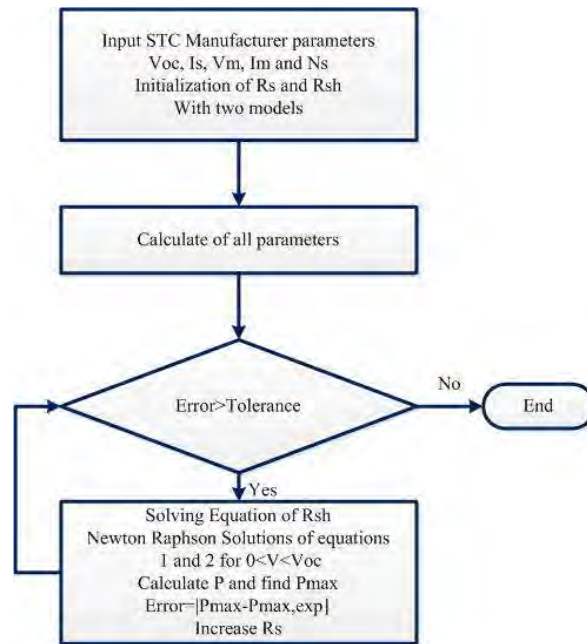 Input STC Manufacturer parameters
Voc, Is, Vm, Im and Ns
Initialization of Rs and Rsh
With two models
Calculate of all parameters
Error>Tolerance
No
End
Yes
Solving Equation of Rsh
Newton Raphson Solutions of equations
1 and 2 for 0<V<Voc
Calculate P and find Pmax
Error=|Pmax-Pmax,exp|
Increase Rs